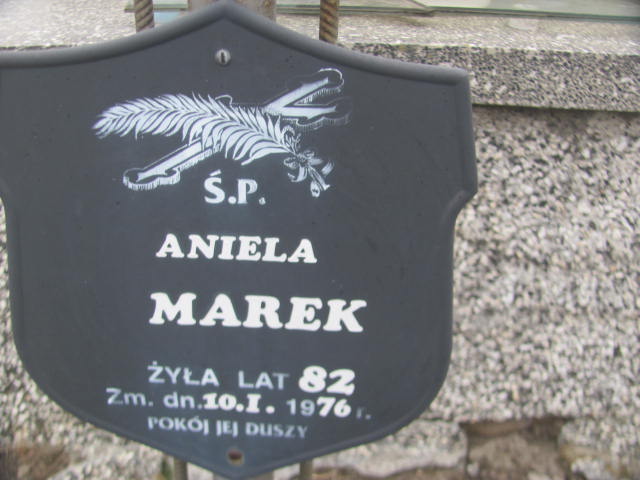 Ś.P.
ANIELA
MAREK
ŻYŁA LAT 82
Zm. dn. 10.I. 1976 r.
POKÓJ JEJ DUSZY